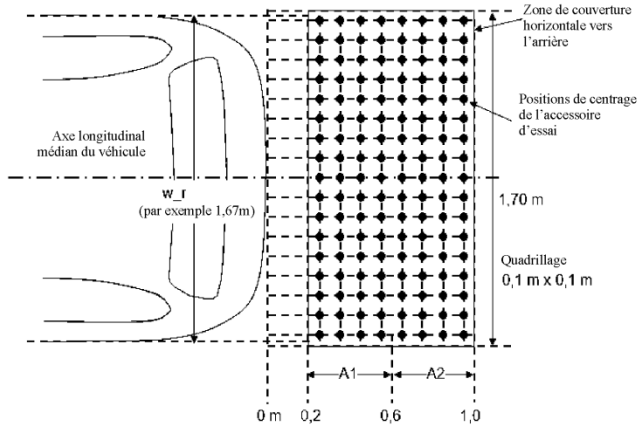 Zone de couverture
horizontale vers
l'arrière
Positions de centrage
de l'accessoire
d'essai
Axe longitudinal
médian du véhicule
w_r
(par exemple 1,67m)
1,70 m
Quadrillage
0,1 m x 0,1 m
A1 A2
0 m 0,2 0,6 1,0